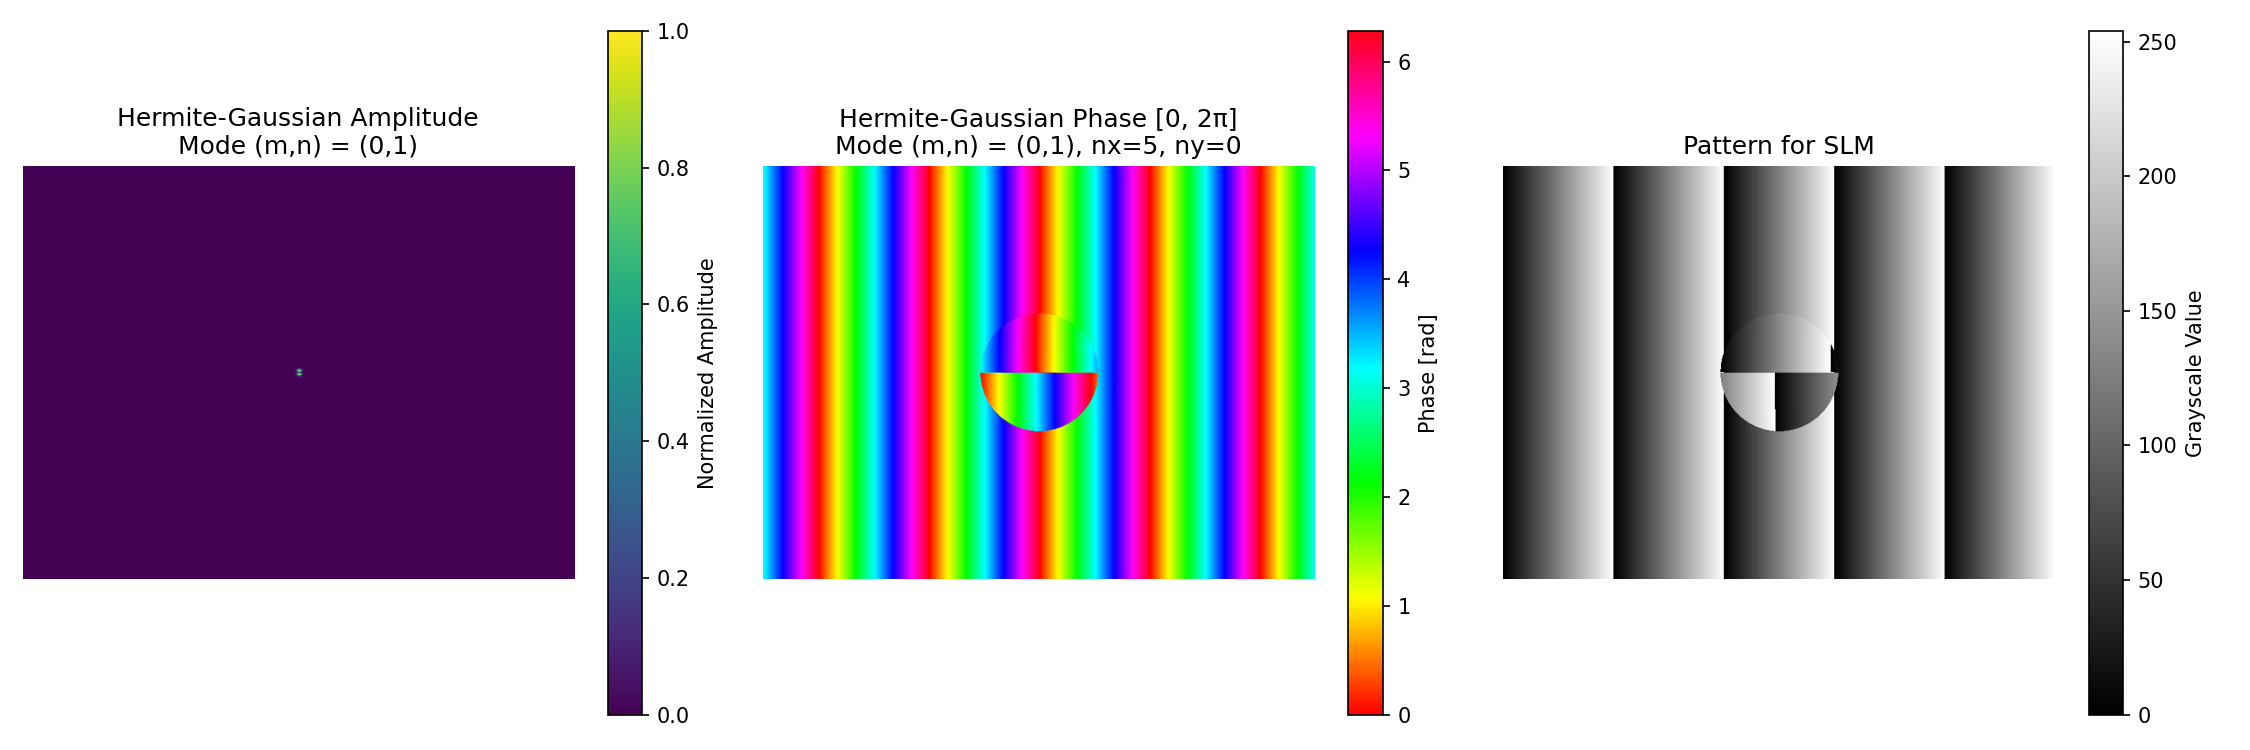 Hermite-Gaussian Amplitude
Mode (m,n) = (0,1)
1.0
0.8
0.6
0.4
0.2
0.0
Normalized Amplitude
Hermite-Gaussian Phase [0, 2π]
Mode (m,n) = (0,1), nx=5, ny=0
6
5
4
3
2
1
0
Phase [rad]
Pattern for SLM
250
200
150
100
50
0
Grayscale Value